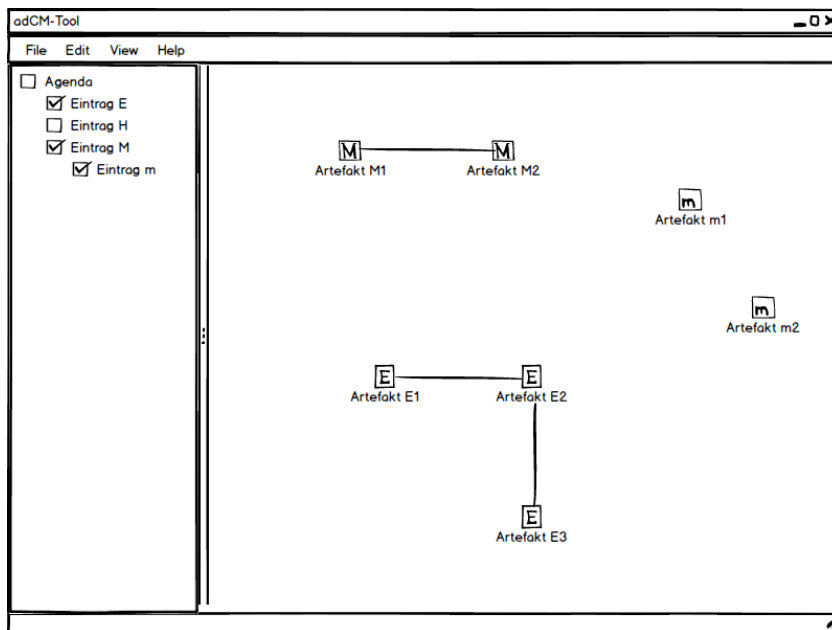 adCM-Tool
File Edit View Help
Agenda
Eintrag E
Eintrag H
Eintrag M
Eintrag m
M M
Artefakt M1 Artefakt M2
m
Artefakt m1
m
Artefakt m2
E E
Artefakt E1 Artefakt E2
E
Artefakt E3